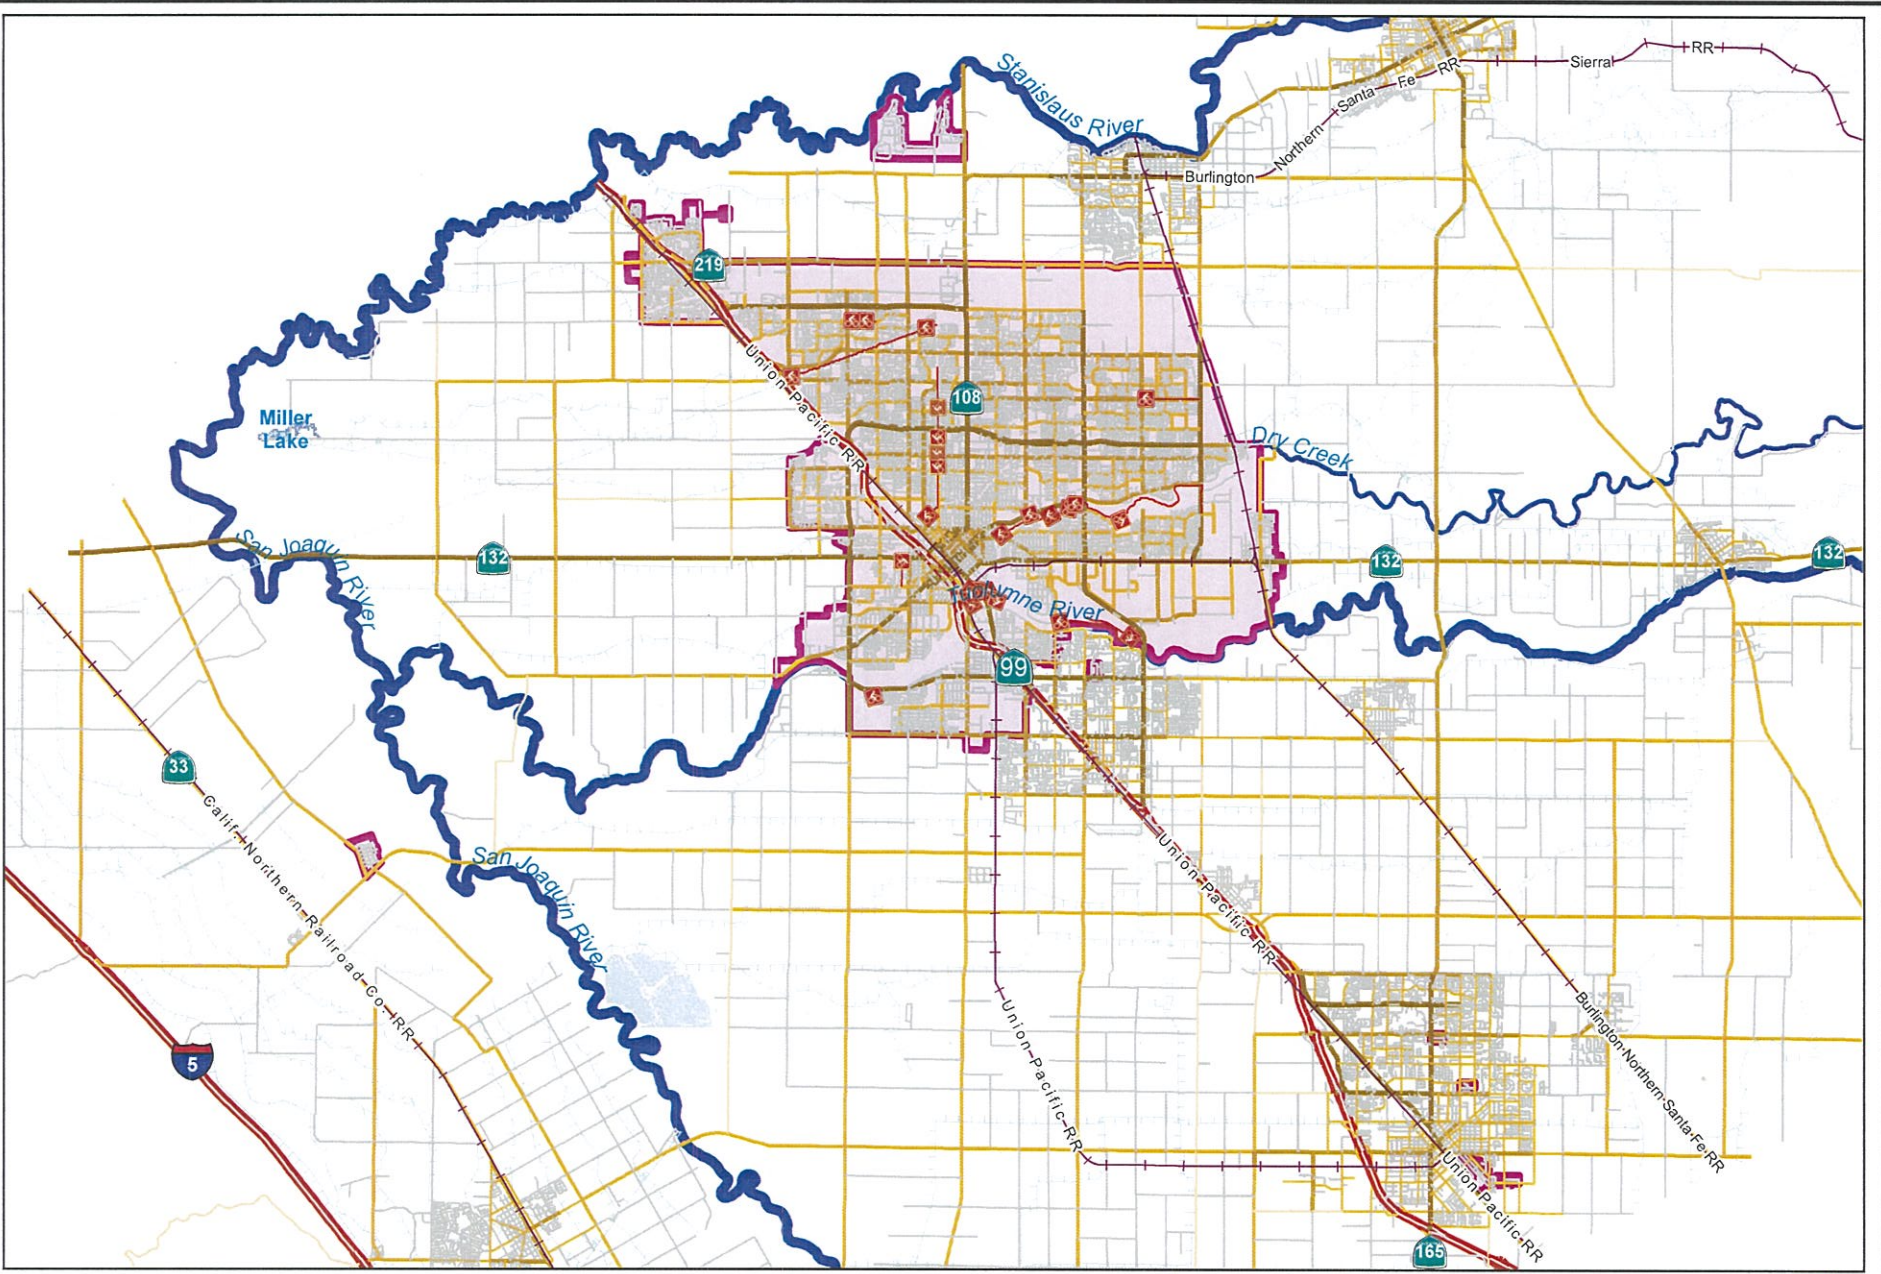 Stanislaus River
Sierra
RR
Northern
Santa
Fe
RR
Burlington
219
Union Pacific RR
108
Miller
Lake
Dry Creek
San Joaquin River
132
132
132
Tuolumne River
99
33
Calif. Northern Railroad Co. RR
San Joaquin River
Union Pacific RR
5
Union Pacific RR
Burlington Northern Santa Fe RR
Union Pacific RR
165